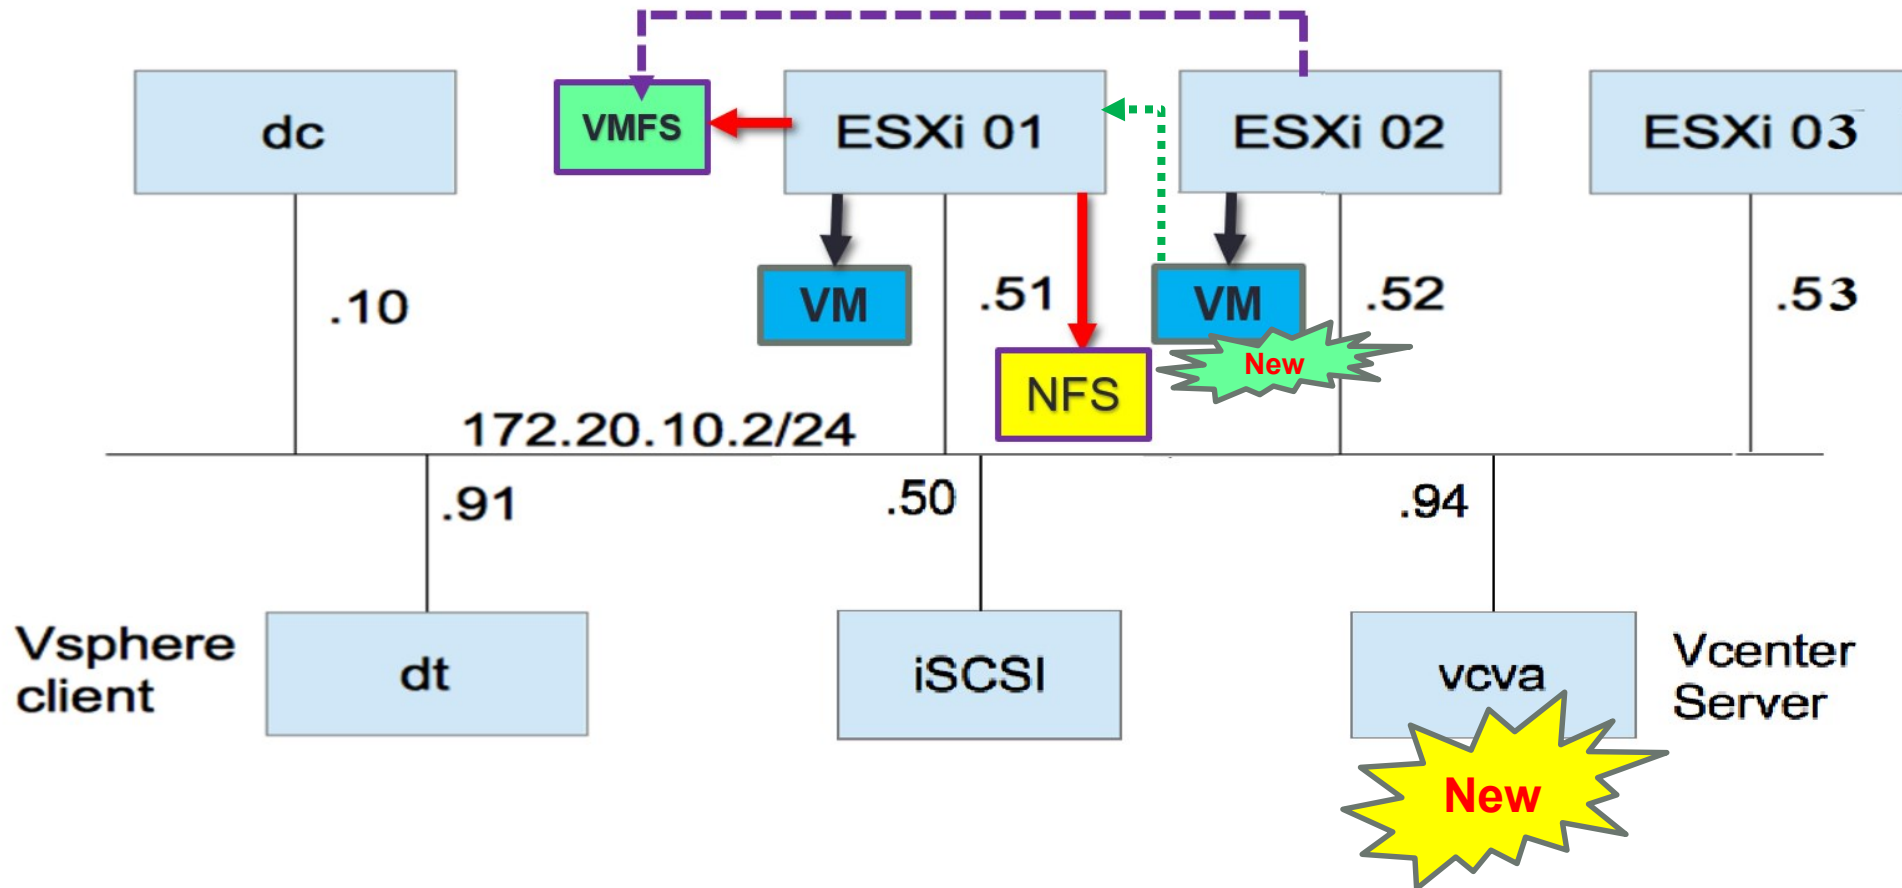 dc
VMFS
ESXi 01
ESXi 02
ESXi 03
.10
VM
.51
VM
.52
.53
New
NFS
172.20.10.2/24
.91
.50
.94
Vsphere
client
dt
iSCSI
vcva
Vcenter
Server
New